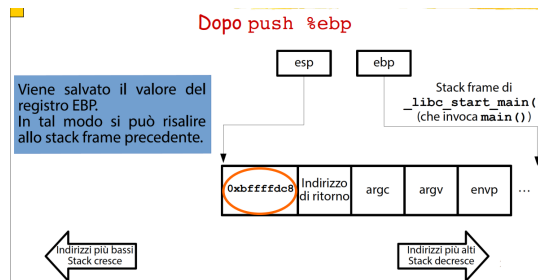 Dopo push %ebp
esp
ebp
Viene salvato il valore del
registro EBP.
In tal modo si può risalire
allo stack frame precedente.
Stack frame di
_libc_start_main(
(che invoca main())
0xbffffdc8
Indirizzo
di ritorno
argc
argv
envp
...
Indirizzi più bassi
Stack cresce
Indirizzi più alti
Stack decresce